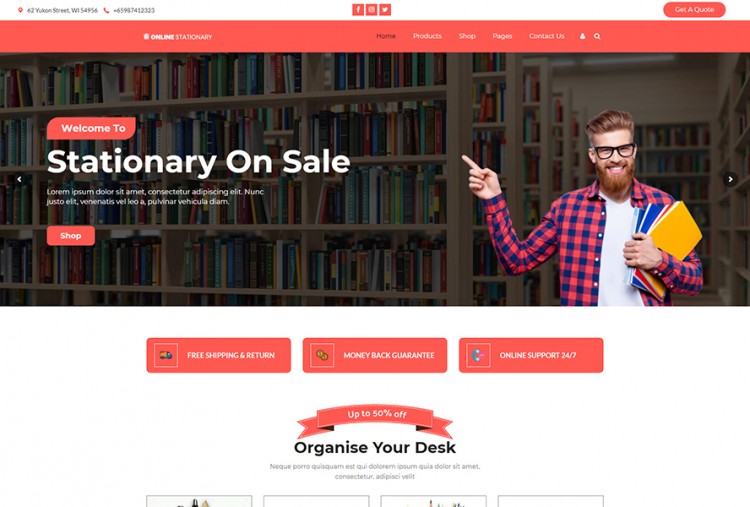 62 Yukon Street, WI 54956
+65987412323
Get A Quote
ONLINE STATIONARY
Home
Products
Shop
Pages
Contact Us
Welcome To
Stationary On Sale
Lorem ipsum dolor sit amet, consectetur adipiscing elit. Nunc
justo elit, venenatis vel leo a, pulvinar vehicula diam.
Shop
FREE SHIPPING & RETURN
MONEY BACK GUARANTEE
ONLINE SUPPORT 24/7
Up to 50% off
Organise Your Desk
Neque porro quisquam est qui dolorem ipsum quia dolor sit amet,
consectetur, adipisci velit